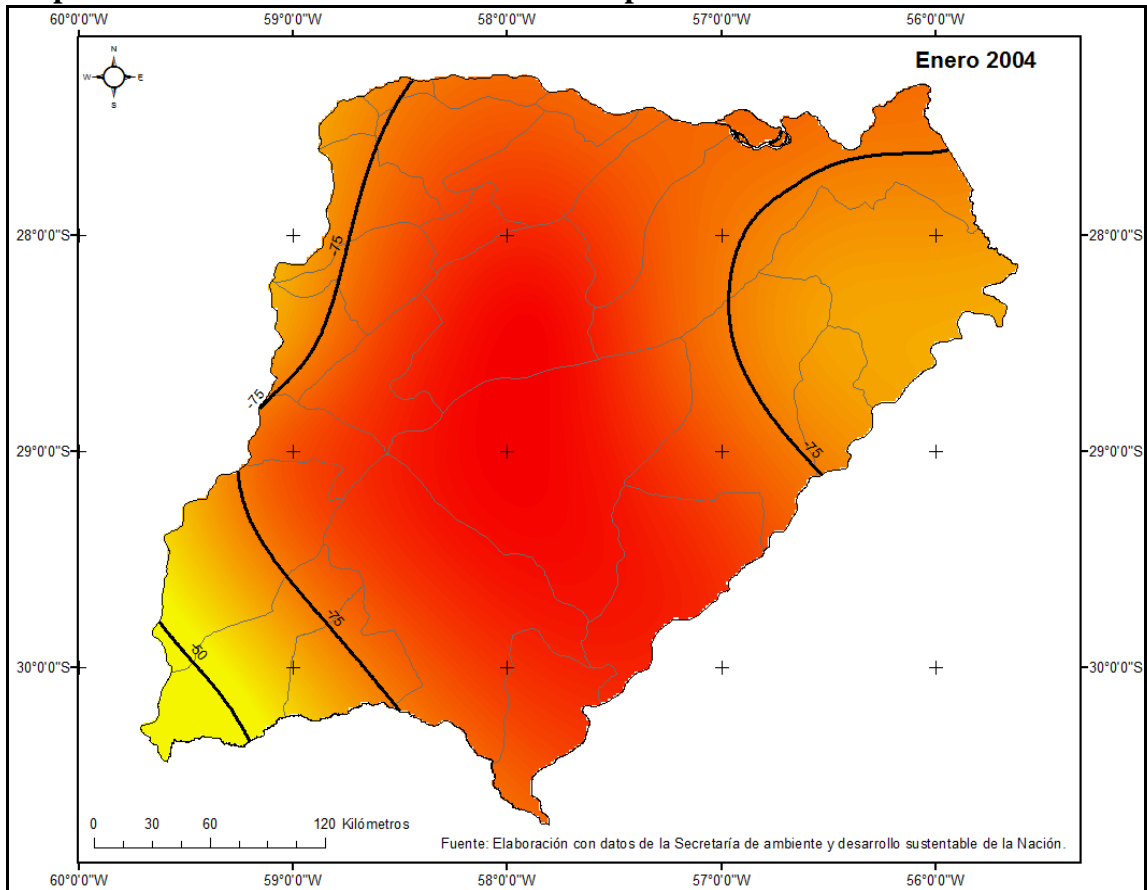 60°0'0"W 59°0'0"W 58°0'0"W 57°0'0"W 56°0'0"W
Enero 2004
N
W E
S
28°0'0"S 28°0'0"S
-75
-75
-75
29°0'0"S 29°0'0"S
-75
-50
30°0'0"S 30°0'0"S
0 30 60 120 Kilómetros
Fuente: Elaboración con datos de la Secretaría de ambiente y desarrollo sustentable de la Nación.
60°0'0"W 59°0'0"W 58°0'0"W 57°0'0"W 56°0'0"W